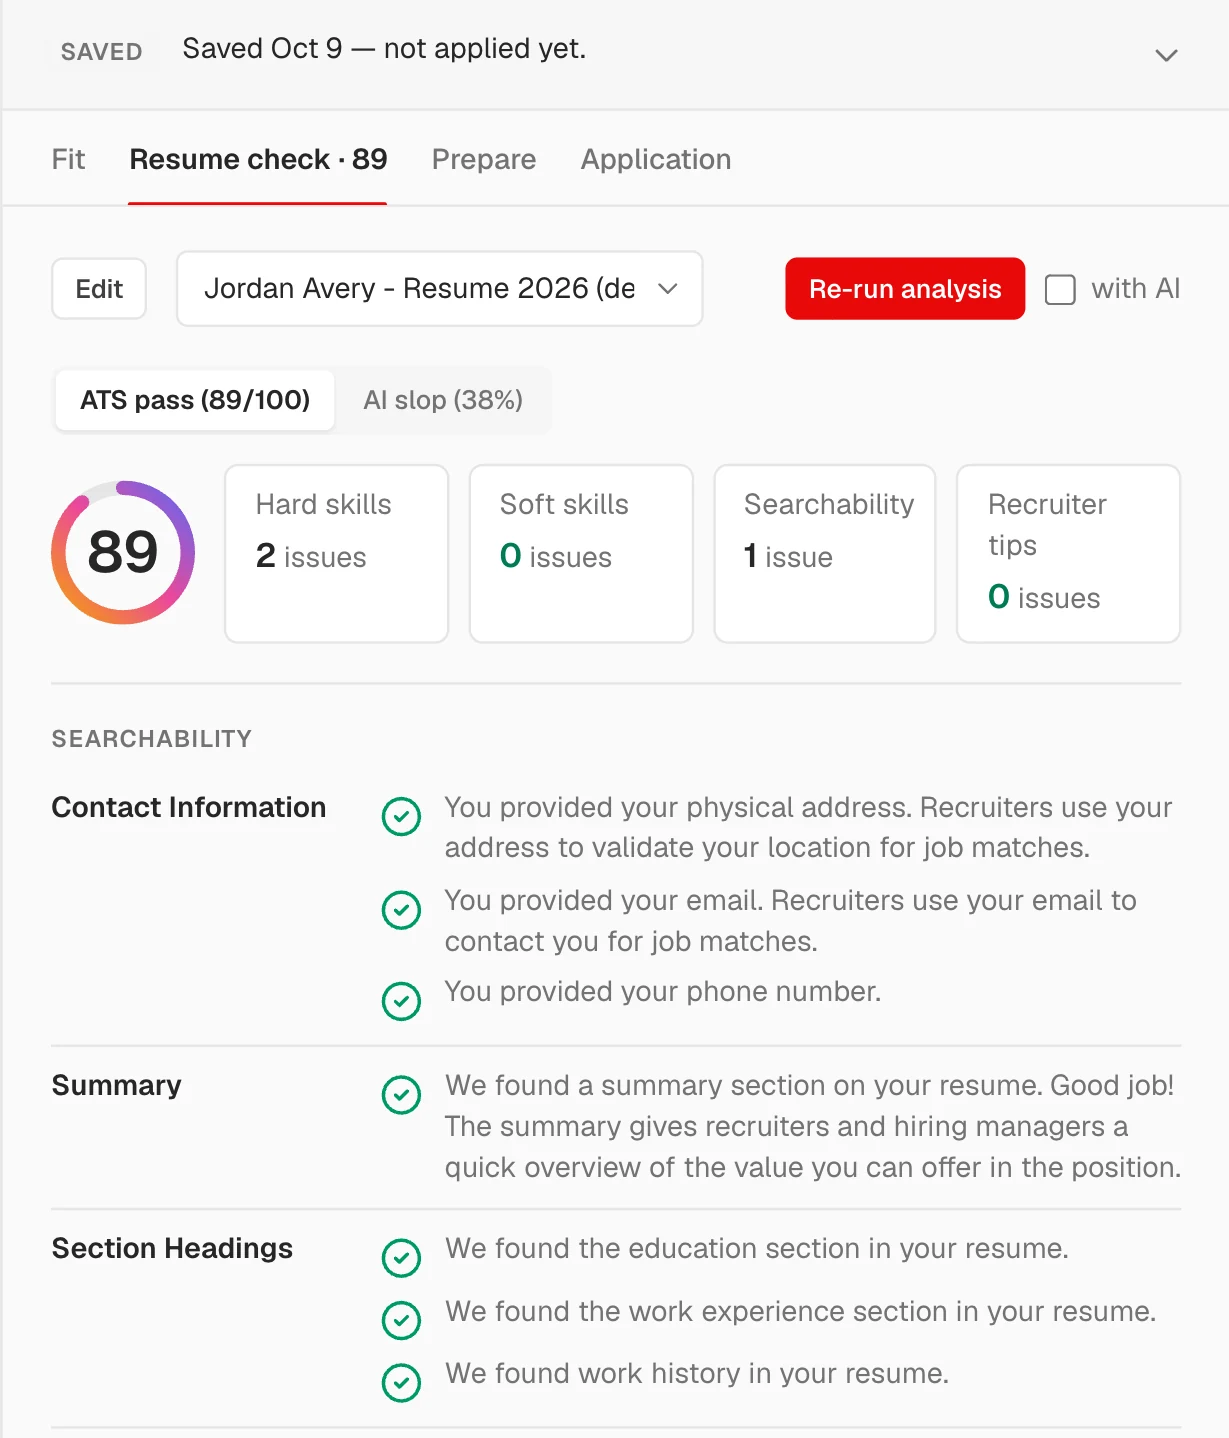 SAVED Saved Oct 9 — not applied yet.
Fit Resume check · 89 Prepare Application
Edit Jordan Avery - Resume 2026 (de Re-run analysis with AI
ATS pass (89/100) AI slop (38%)
89
Hard skills
2 issues
Soft skills
0 issues
Searchability
1 issue
Recruiter
tips
0 issues
SEARCHABILITY
Contact Information
You provided your physical address. Recruiters use your
address to validate your location for job matches.
You provided your email. Recruiters use your email to
contact you for job matches.
You provided your phone number.
Summary
We found a summary section on your resume. Good job!
The summary gives recruiters and hiring managers a
quick overview of the value you can offer in the position.
Section Headings
We found the education section in your resume.
We found the work experience section in your resume.
We found work history in your resume.